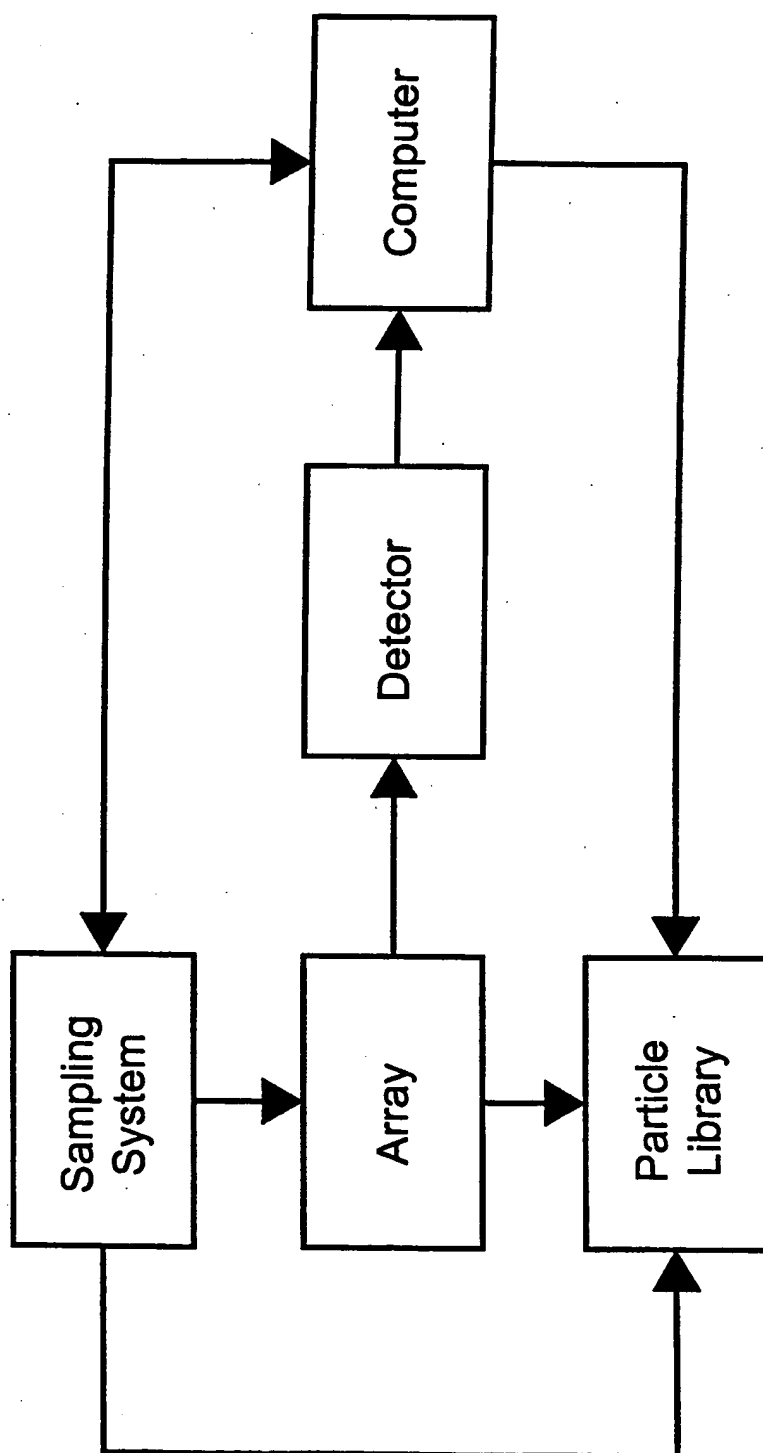 Sampling
System
Array
Particle
Library
Detector
Computer